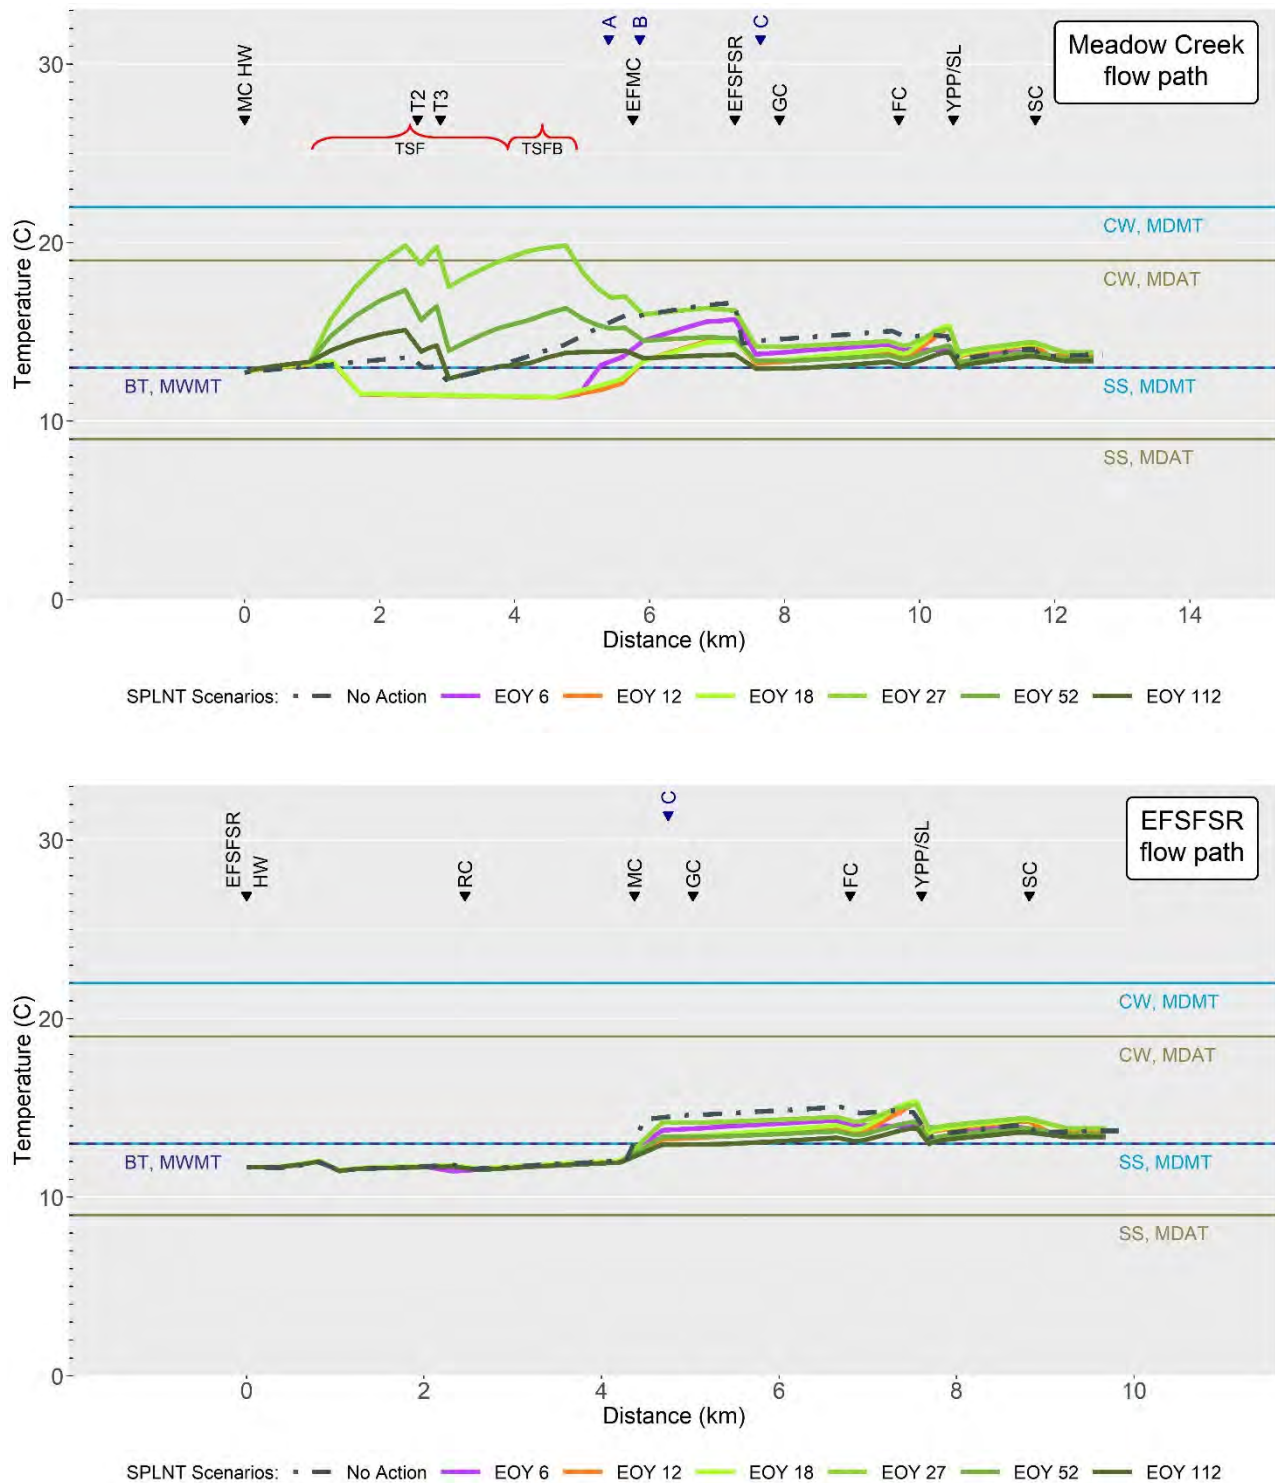 Meadow Creek
flow path
A
B
C
MC HW
T2
T3
EFMC
EFSFSR
GC
FC
YPP/SL
SC
TSF
TSFB
30
20
10
0
Temperature (C)
CW, MDMT
CW, MDAT
BT, MWMT
SS, MDMT
SS, MDAT
0 2 4 6 8 10 12 14
Distance (km)
SPLNT Scenarios: No Action EOY 6 EOY 12 EOY 18 EOY 27 EOY 52 EOY 112
EFSFSR
flow path
C
EFSFSR
HW
RC
MC
GC
FC
YPP/SL
SC
30
20
10
0
Temperature (C)
CW, MDMT
CW, MDAT
BT, MWMT
SS, MDMT
SS, MDAT
0 2 4 6 8 10
Distance (km)
SPLNT Scenarios: No Action EOY 6 EOY 12 EOY 18 EOY 27 EOY 52 EOY 112